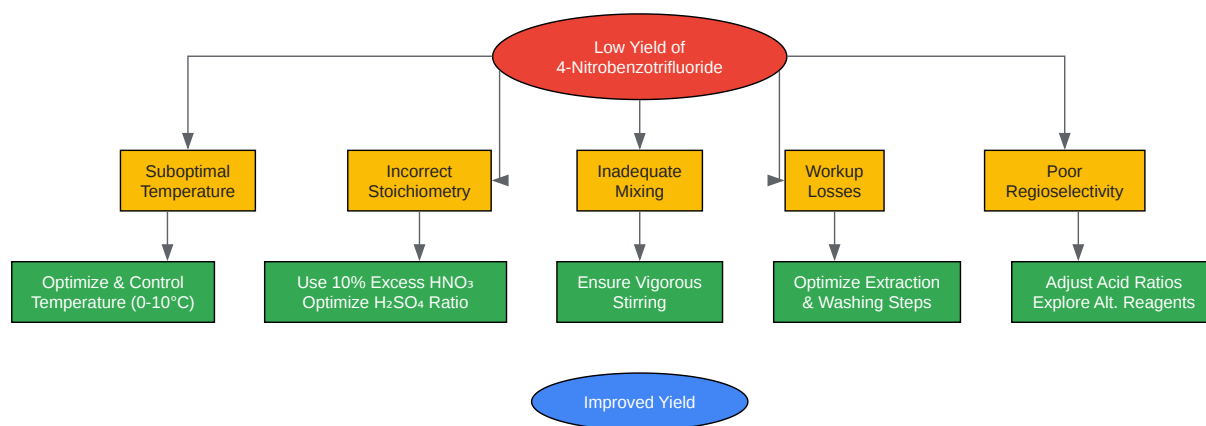 Low Yield of
4-Nitrobenzotrifluoride
Suboptimal
Temperature
Incorrect
Stoichiometry
Inadequate
Mixing
Workup
Losses
Poor
Regioselectivity
Optimize & Control
Temperature (0-10°C)
Use 10% Excess HNO₃
Optimize H₂SO₄ Ratio
Ensure Vigorous
Stirring
Optimize Extraction
& Washing Steps
Adjust Acid Ratios
Explore Alt. Reagents
Improved Yield